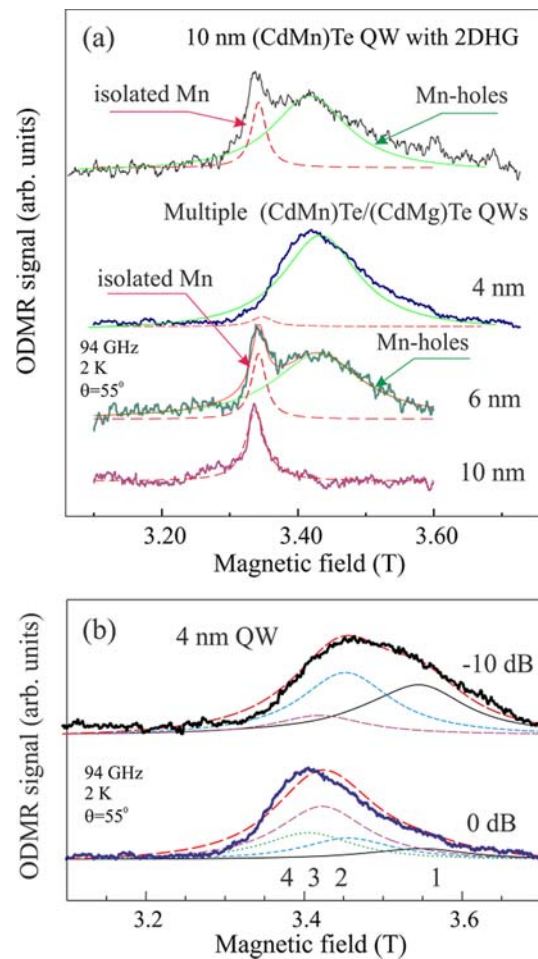 (a)
10 nm (CdMn)Te QW with 2DHG
isolated Mn
Mn-holes
Multiple (CdMn)Te/(CdMg)Te QWs
isolated Mn
4 nm
94 GHz
2 K
θ=55°
Mn-holes
6 nm
10 nm
ODMR signal (arb. units)
3.20 3.40 3.60
Magnetic field (T)
(b)
4 nm QW
-10 dB
94 GHz
2 K
θ=55°
0 dB
4 3 2 1
ODMR signal (arb. units)
3.2 3.4 3.6
Magnetic field (T)